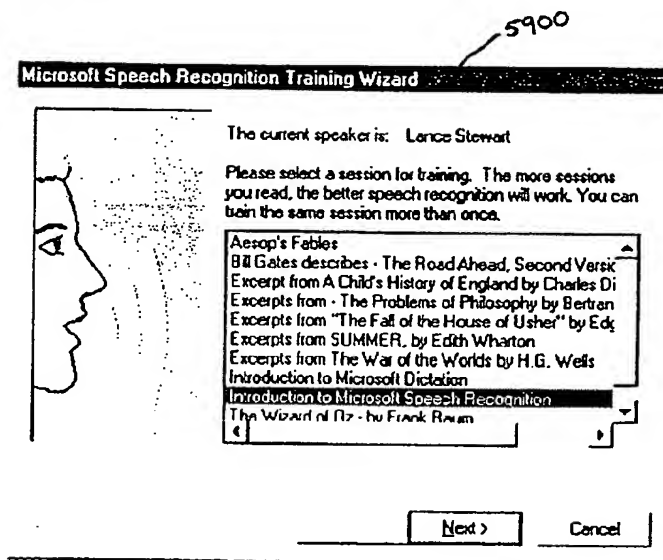 5900
Microsoft Speech Recognition Training Wizard
The current speaker is: Lance Stewart
Please select a session for training. The more sessions
you read, the better speech recognition will work. You can
train the same session more than once.
Aesop's Fables
Bill Gates describes - The Road Ahead, Second Versic
Excerpt from A Child's History of England by Charles Di
Excerpts from - The Problems of Philosophy by Bertran
Excerpts from "The Fall of the House of Usher" by Edg
Excerpts from SUMMER, by Edith Wharton
Excerpts from The War of the Worlds by H.G. Wells
Introduction to Microsoft Dictation
Introduction to Microsoft Speech Recognition
The Wizard of Oz - by Frank Baum
Next >
Cancel